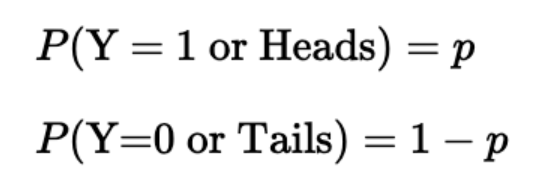 P(Y = 1 or Heads) = p
P(Y=0 or Tails) = 1 − p